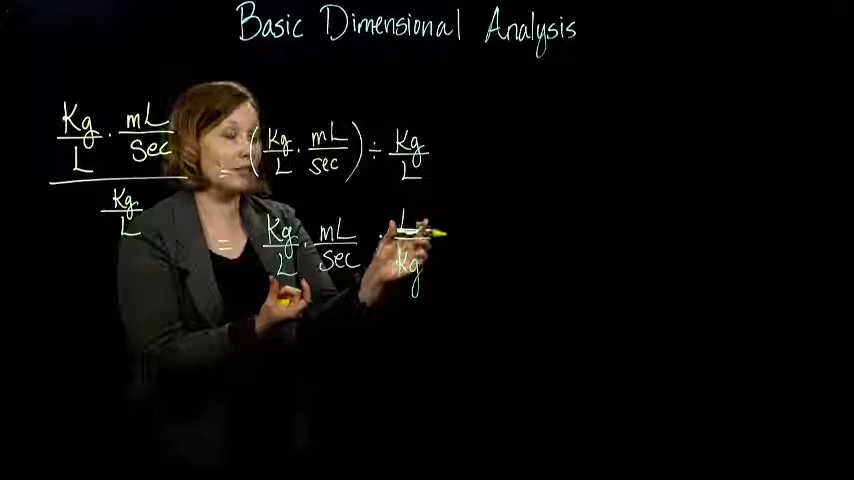 Basic Dimensional Analysis
Kg/L · mL/sec
Kg/L
= (Kg/L · mL/sec) ÷ Kg/L
= Kg/L · mL/sec · L/Kg